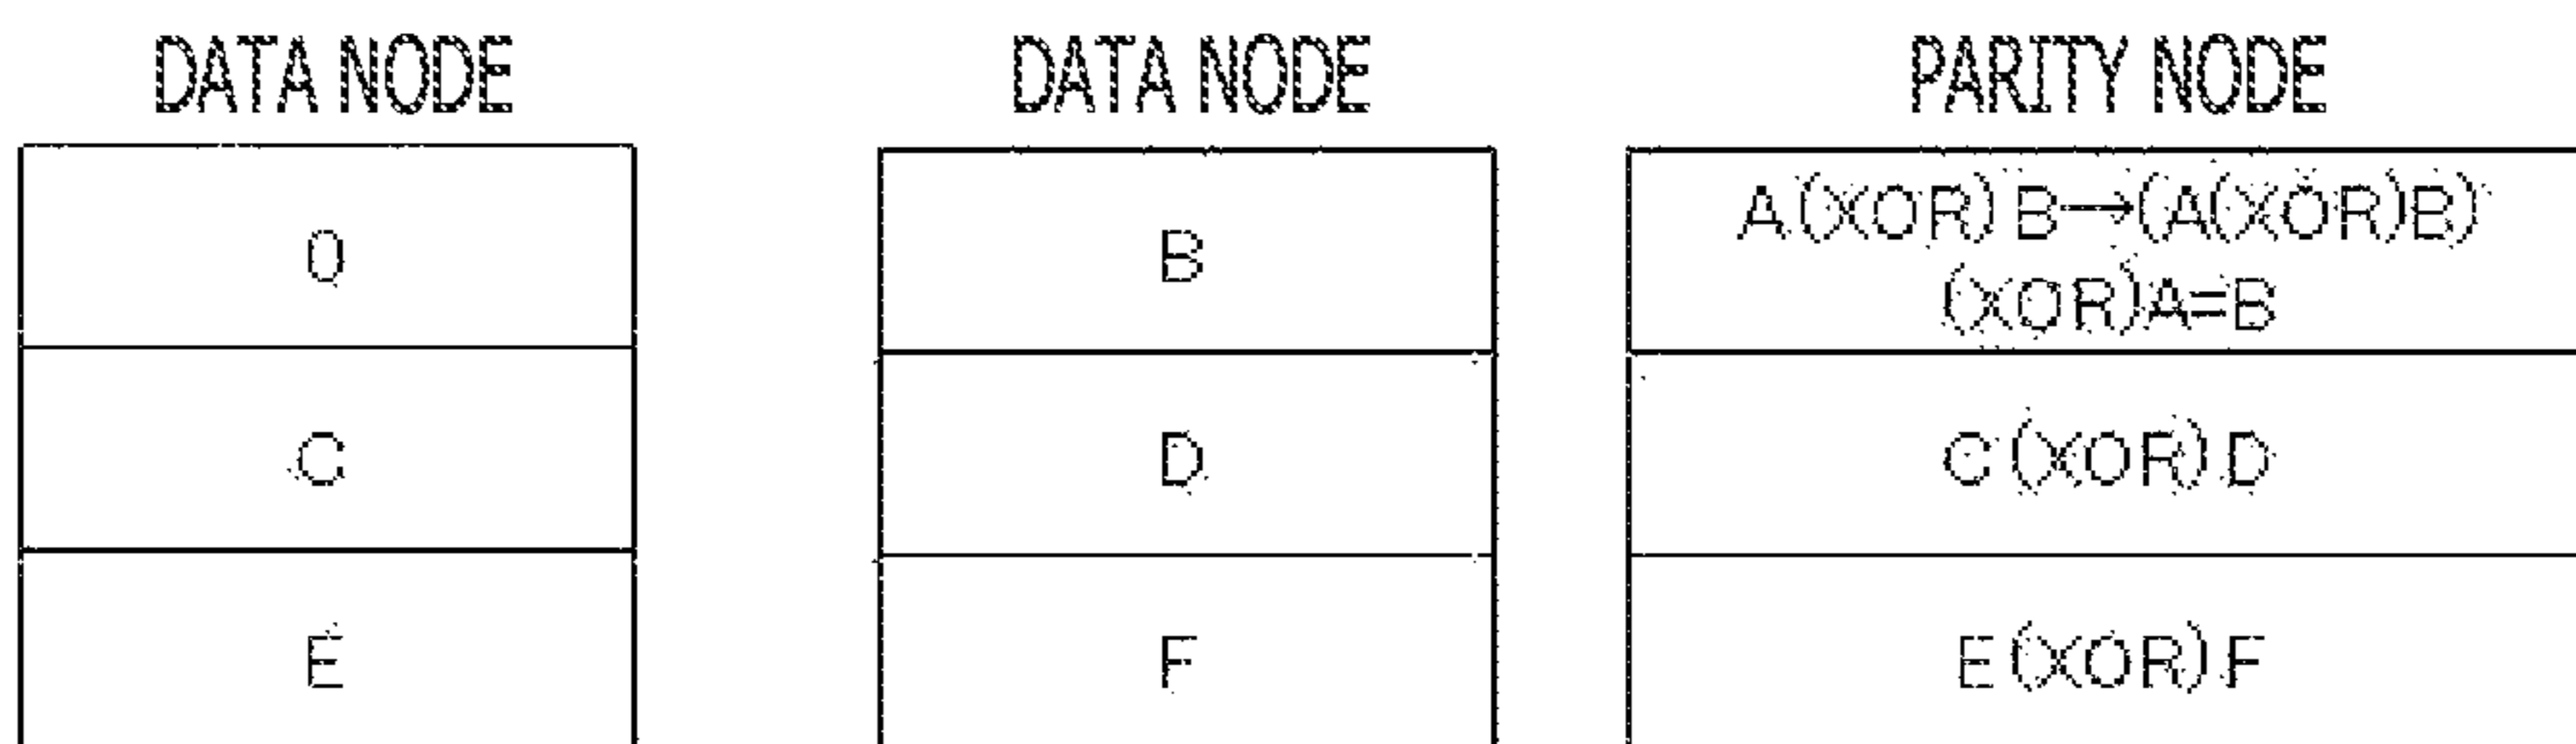 DATA NODE
DATA NODE
PARITY NODE
0
B
A(XOR)B→(A(XOR)B)
(XOR)A=B
C
D
C(XOR)D
E
F
E(XOR)F